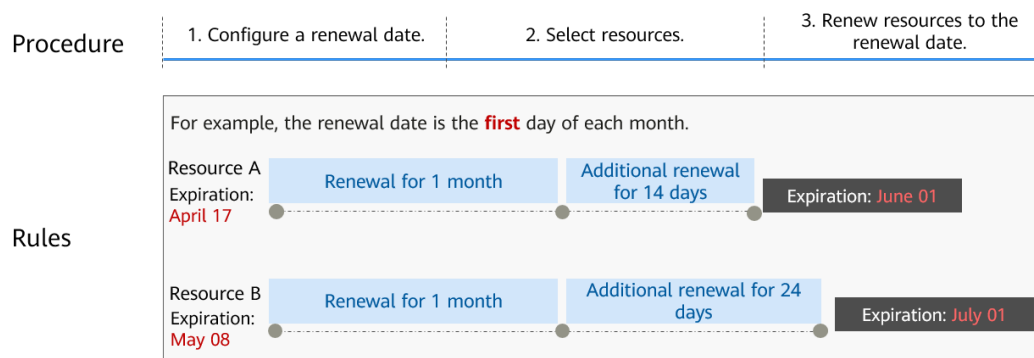 Procedure
1. Configure a renewal date.
2. Select resources.
3. Renew resources to the
renewal date.
Rules
For example, the renewal date is the first day of each month.
Resource A
Expiration:
April 17
Renewal for 1 month
Additional renewal
for 14 days
Expiration: June 01
Resource B
Expiration:
May 08
Renewal for 1 month
Additional renewal for 24
days
Expiration: July 01